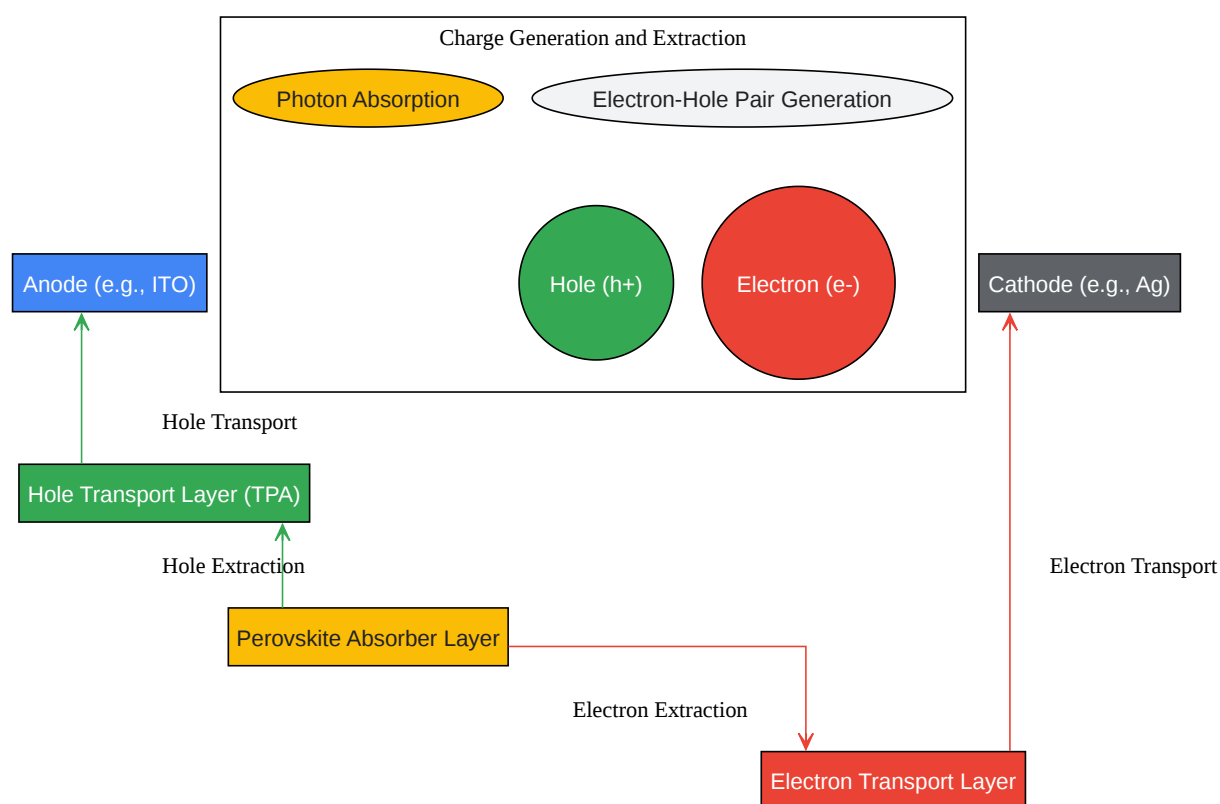 Charge Generation and Extraction
Photon Absorption
Electron-Hole Pair Generation
Anode (e.g., ITO)
Hole (h+)
Electron (e-)
Cathode (e.g., Ag)
Hole Transport
Hole Transport Layer (TPA)
Hole Extraction
Electron Transport
Perovskite Absorber Layer
Electron Extraction
Electron Transport Layer